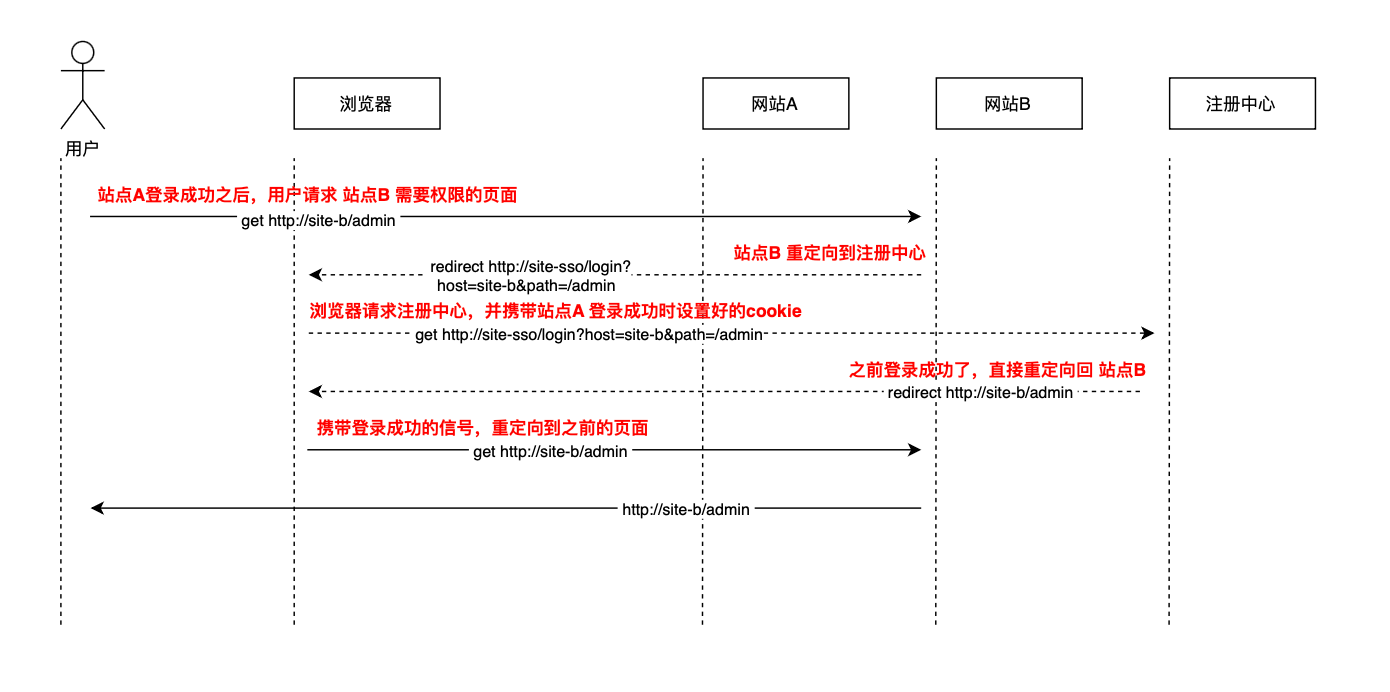 用户
浏览器
网站A
网站B
注册中心
站点A登录成功之后，用户请求 站点B 需要权限的页面
get http://site-b/admin
站点B 重定向到注册中心
redirect http://site-sso/login?
host=site-b&path=/admin
浏览器请求注册中心，并携带站点A 登录成功时设置好的cookie
get http://site-sso/login?host=site-b&path=/admin
之前登录成功了，直接重定向回 站点B
redirect http://site-b/admin
携带登录成功的信号，重定向到之前的页面
get http://site-b/admin
http://site-b/admin